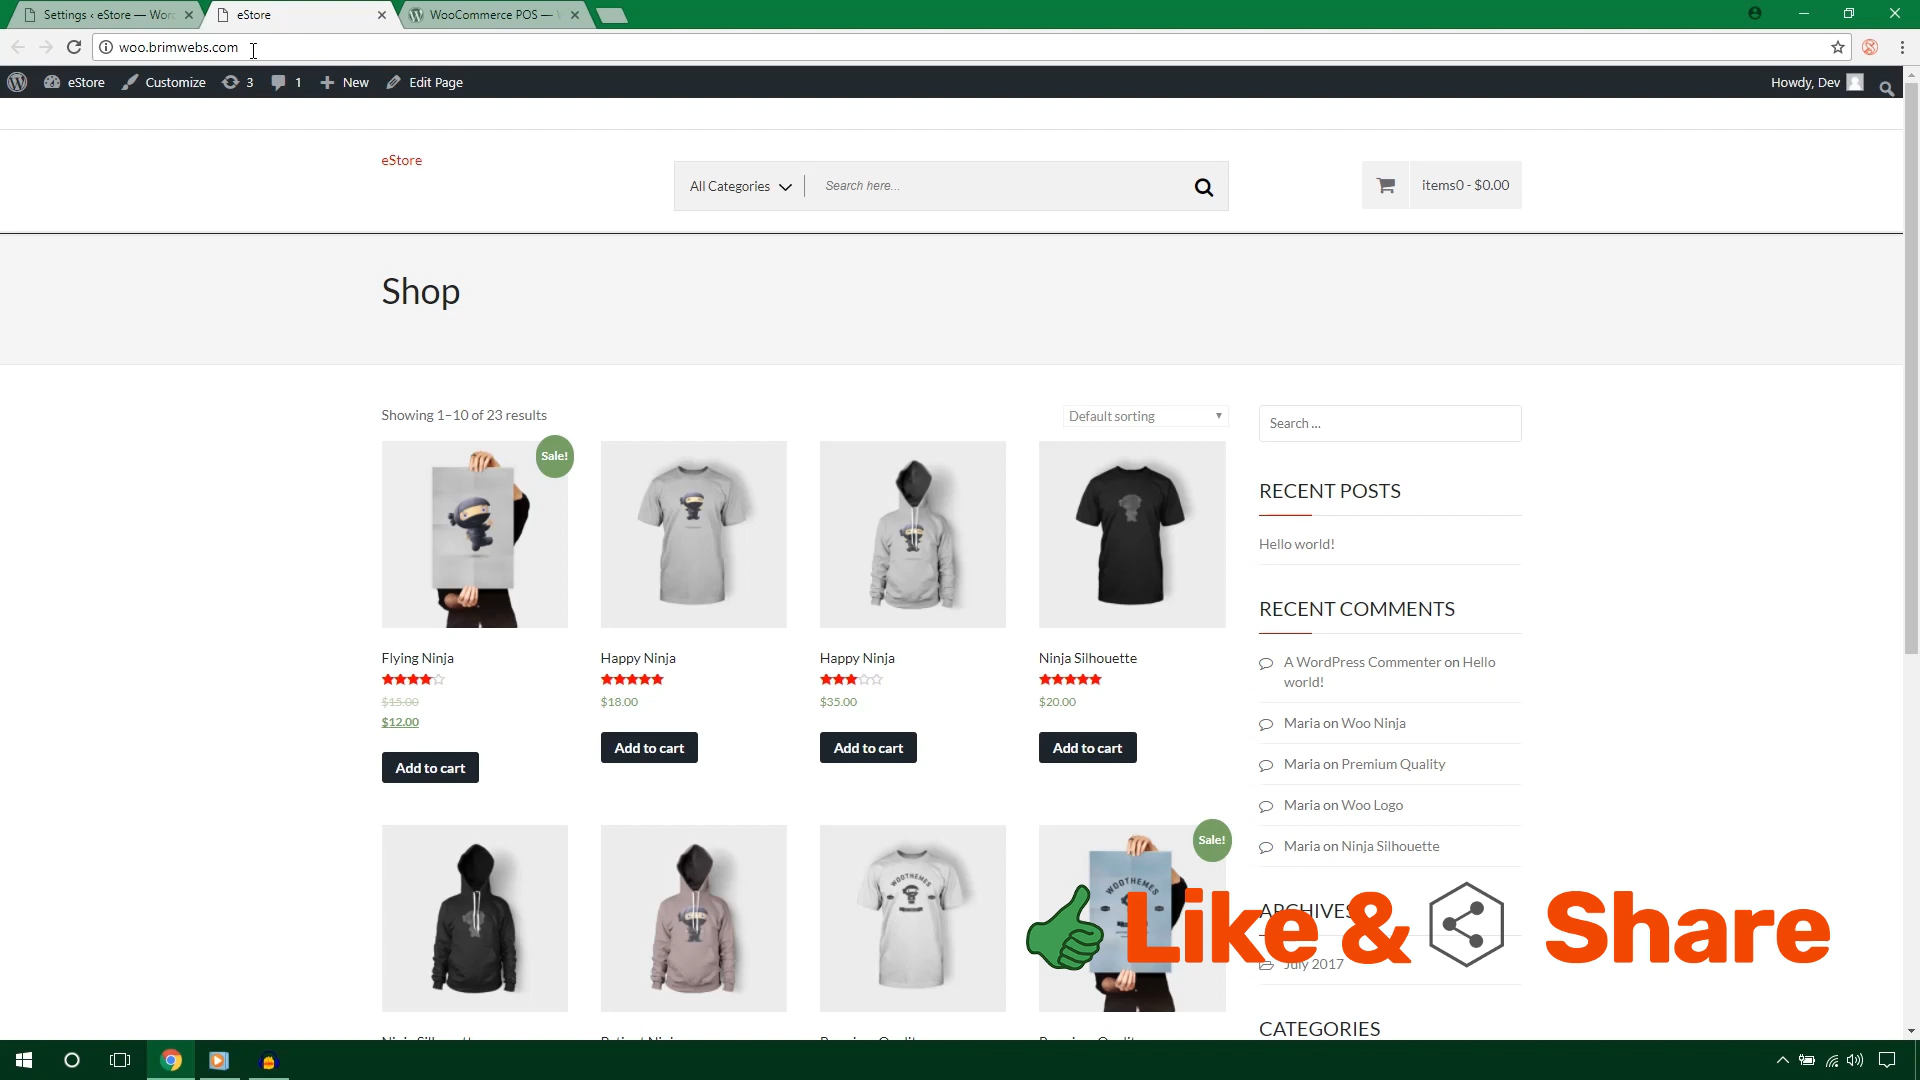 Settings ‹ eStore — Wor
eStore
WooCommerce POS —
woo.brimwebs.com
eStore
Customize
3
1
New
Edit Page
Howdy, Dev
eStore
All Categories
Search here...
items0 - $0.00
Shop
Showing 1–10 of 23 results
Default sorting
Search …
Sale!
RECENT POSTS
Hello world!
RECENT COMMENTS
Flying Ninja
Happy Ninja
Happy Ninja
Ninja Silhouette
A WordPress Commenter on Hello
world!
$15.00
$12.00
$18.00
$35.00
$20.00
Maria on Woo Ninja
Add to cart
Add to cart
Add to cart
Add to cart
Maria on Premium Quality
Maria on Woo Logo
Maria on Ninja Silhouette
Sale!
WOOTHEMES
WOOTHEMES
ARCHIVES
Like & Share
July 2017
CATEGORIES